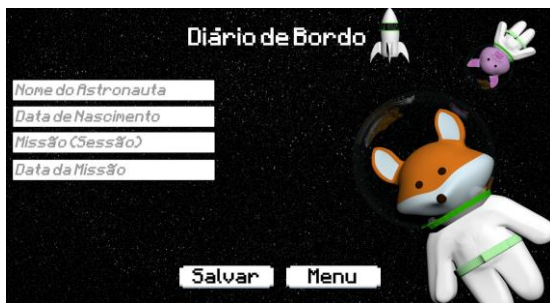 Diário de Bordo
Nome do Astronauta
Data de Nascimento
Missão (Sessão)
Data da Missão
Salvar
Menu